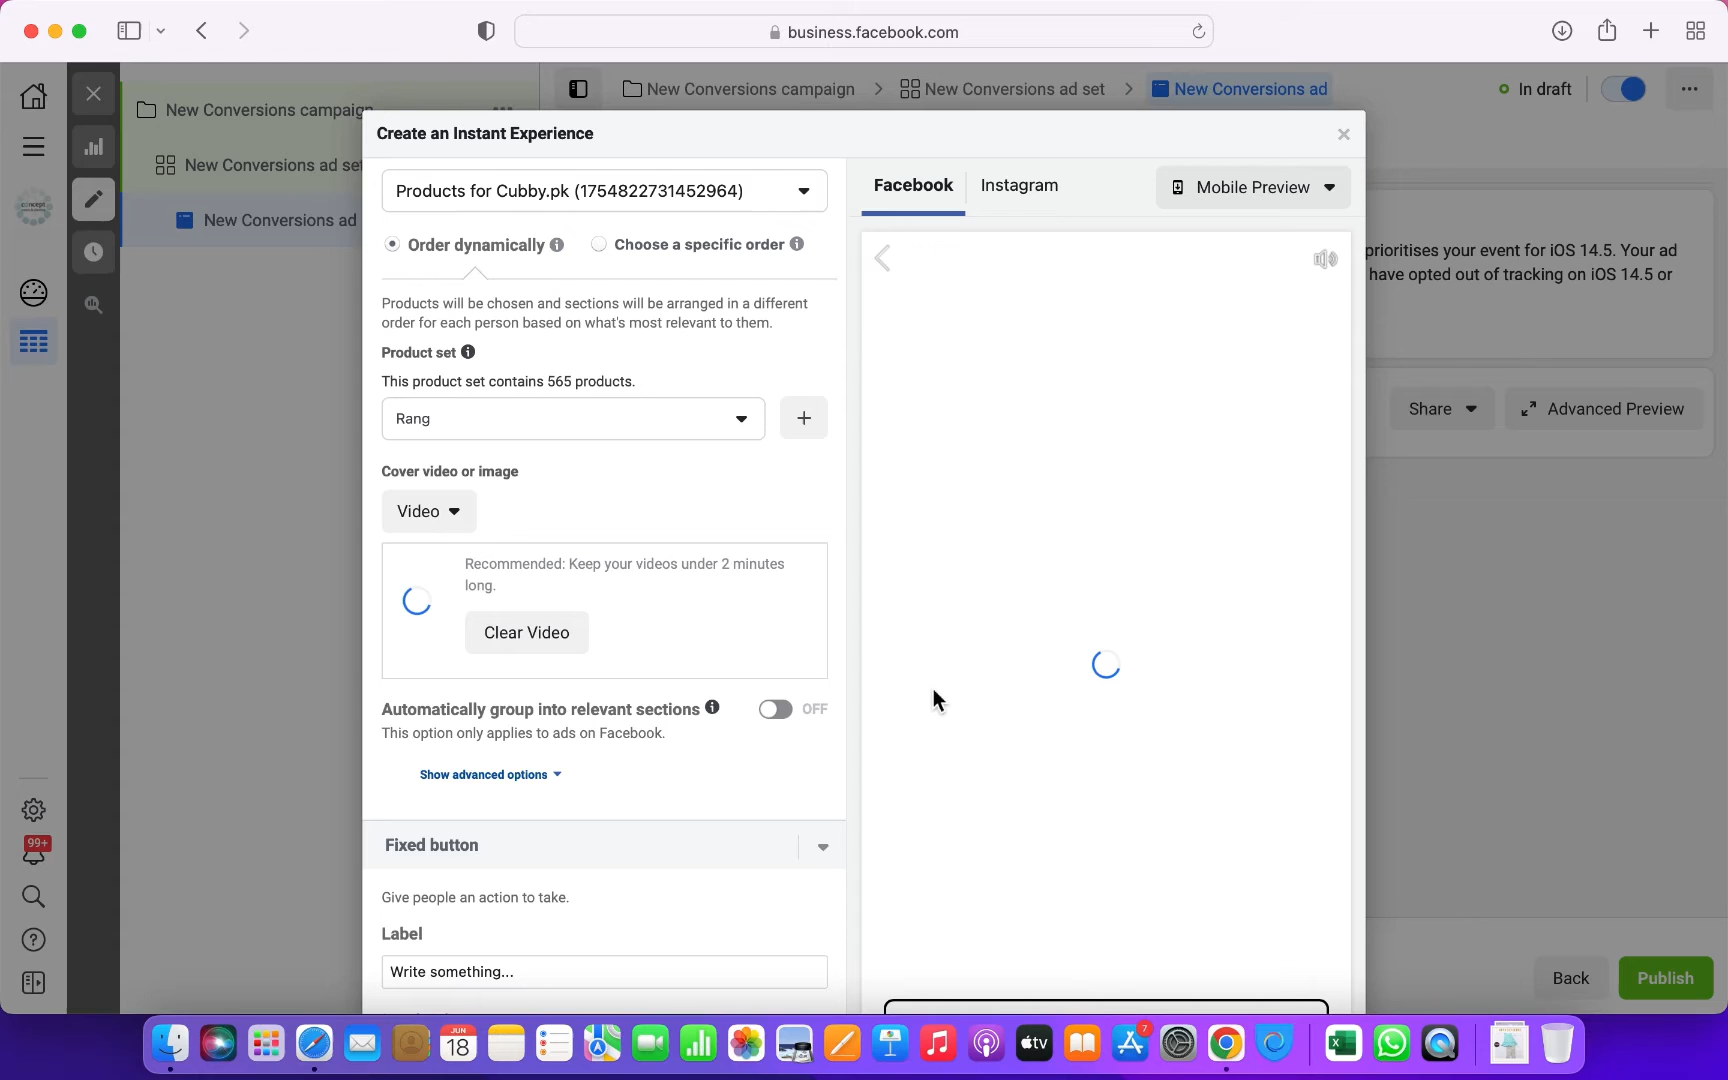 business.facebook.com
New Conversions campaign
New Conversions ad set
New Conversions ad
In draft
New Conversions campaign
New Conversions ad set
New Conversions ad
Create an Instant Experience
Products for Cubby.pk (1754822731452964)
Facebook
Instagram
Mobile Preview
Order dynamically
Choose a specific order
Products will be chosen and sections will be arranged in a different
order for each person based on what's most relevant to them.
Product set
This product set contains 565 products.
Rang
Cover video or image
Video
Recommended: Keep your videos under 2 minutes
long.
Clear Video
Automatically group into relevant sections
OFF
This option only applies to ads on Facebook.
Show advanced options
Fixed button
Give people an action to take.
Label
Write something...
prioritises your event for iOS 14.5. Your ad
have opted out of tracking on iOS 14.5 or
Share
Advanced Preview
Back
Publish
99+
JUN
18
tv
7